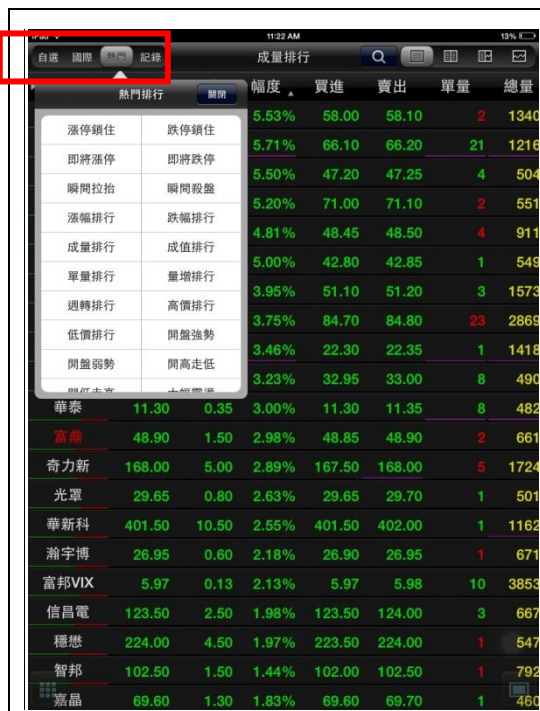 11:22 AM 13%
自選 國際 熱門 記錄 成量排行
熱門排行 關閉 幅度 買進 賣出 單量 總量
漲停鎖住 跌停鎖住 5.53% 58.00 58.10 2 1340
即將漲停 即將跌停 5.71% 66.10 66.20 21 1216
瞬間拉抬 瞬間殺盤 5.50% 47.20 47.25 4 504
漲幅排行 跌幅排行 5.20% 71.00 71.10 2 551
成量排行 成值排行 4.81% 48.45 48.50 4 911
單量排行 量增排行 5.00% 42.80 42.85 1 549
週轉排行 高價排行 3.95% 51.10 51.20 3 1573
低價排行 開盤強勢 3.75% 84.70 84.80 23 2869
開盤弱勢 開高走低 3.46% 22.30 22.35 1 1418
3.23% 32.95 33.00 8 490
華泰 11.30 0.35 3.00% 11.30 11.35 8 482
富鼎 48.90 1.50 2.98% 48.85 48.90 2 661
奇力新 168.00 5.00 2.89% 167.50 168.00 5 1724
光罩 29.65 0.80 2.63% 29.65 29.70 1 501
華新科 401.50 10.50 2.55% 401.50 402.00 1 1162
瀚宇博 26.95 0.60 2.18% 26.90 26.95 1 671
富邦VIX 5.97 0.13 2.13% 5.97 5.98 10 3853
信昌電 123.50 2.50 1.98% 123.50 124.00 3 667
穩懋 224.00 4.50 1.97% 223.50 224.00 1 547
智邦 102.50 1.50 1.44% 102.00 102.50 1 792
嘉晶 69.60 1.30 1.83% 69.60 69.70 1 460